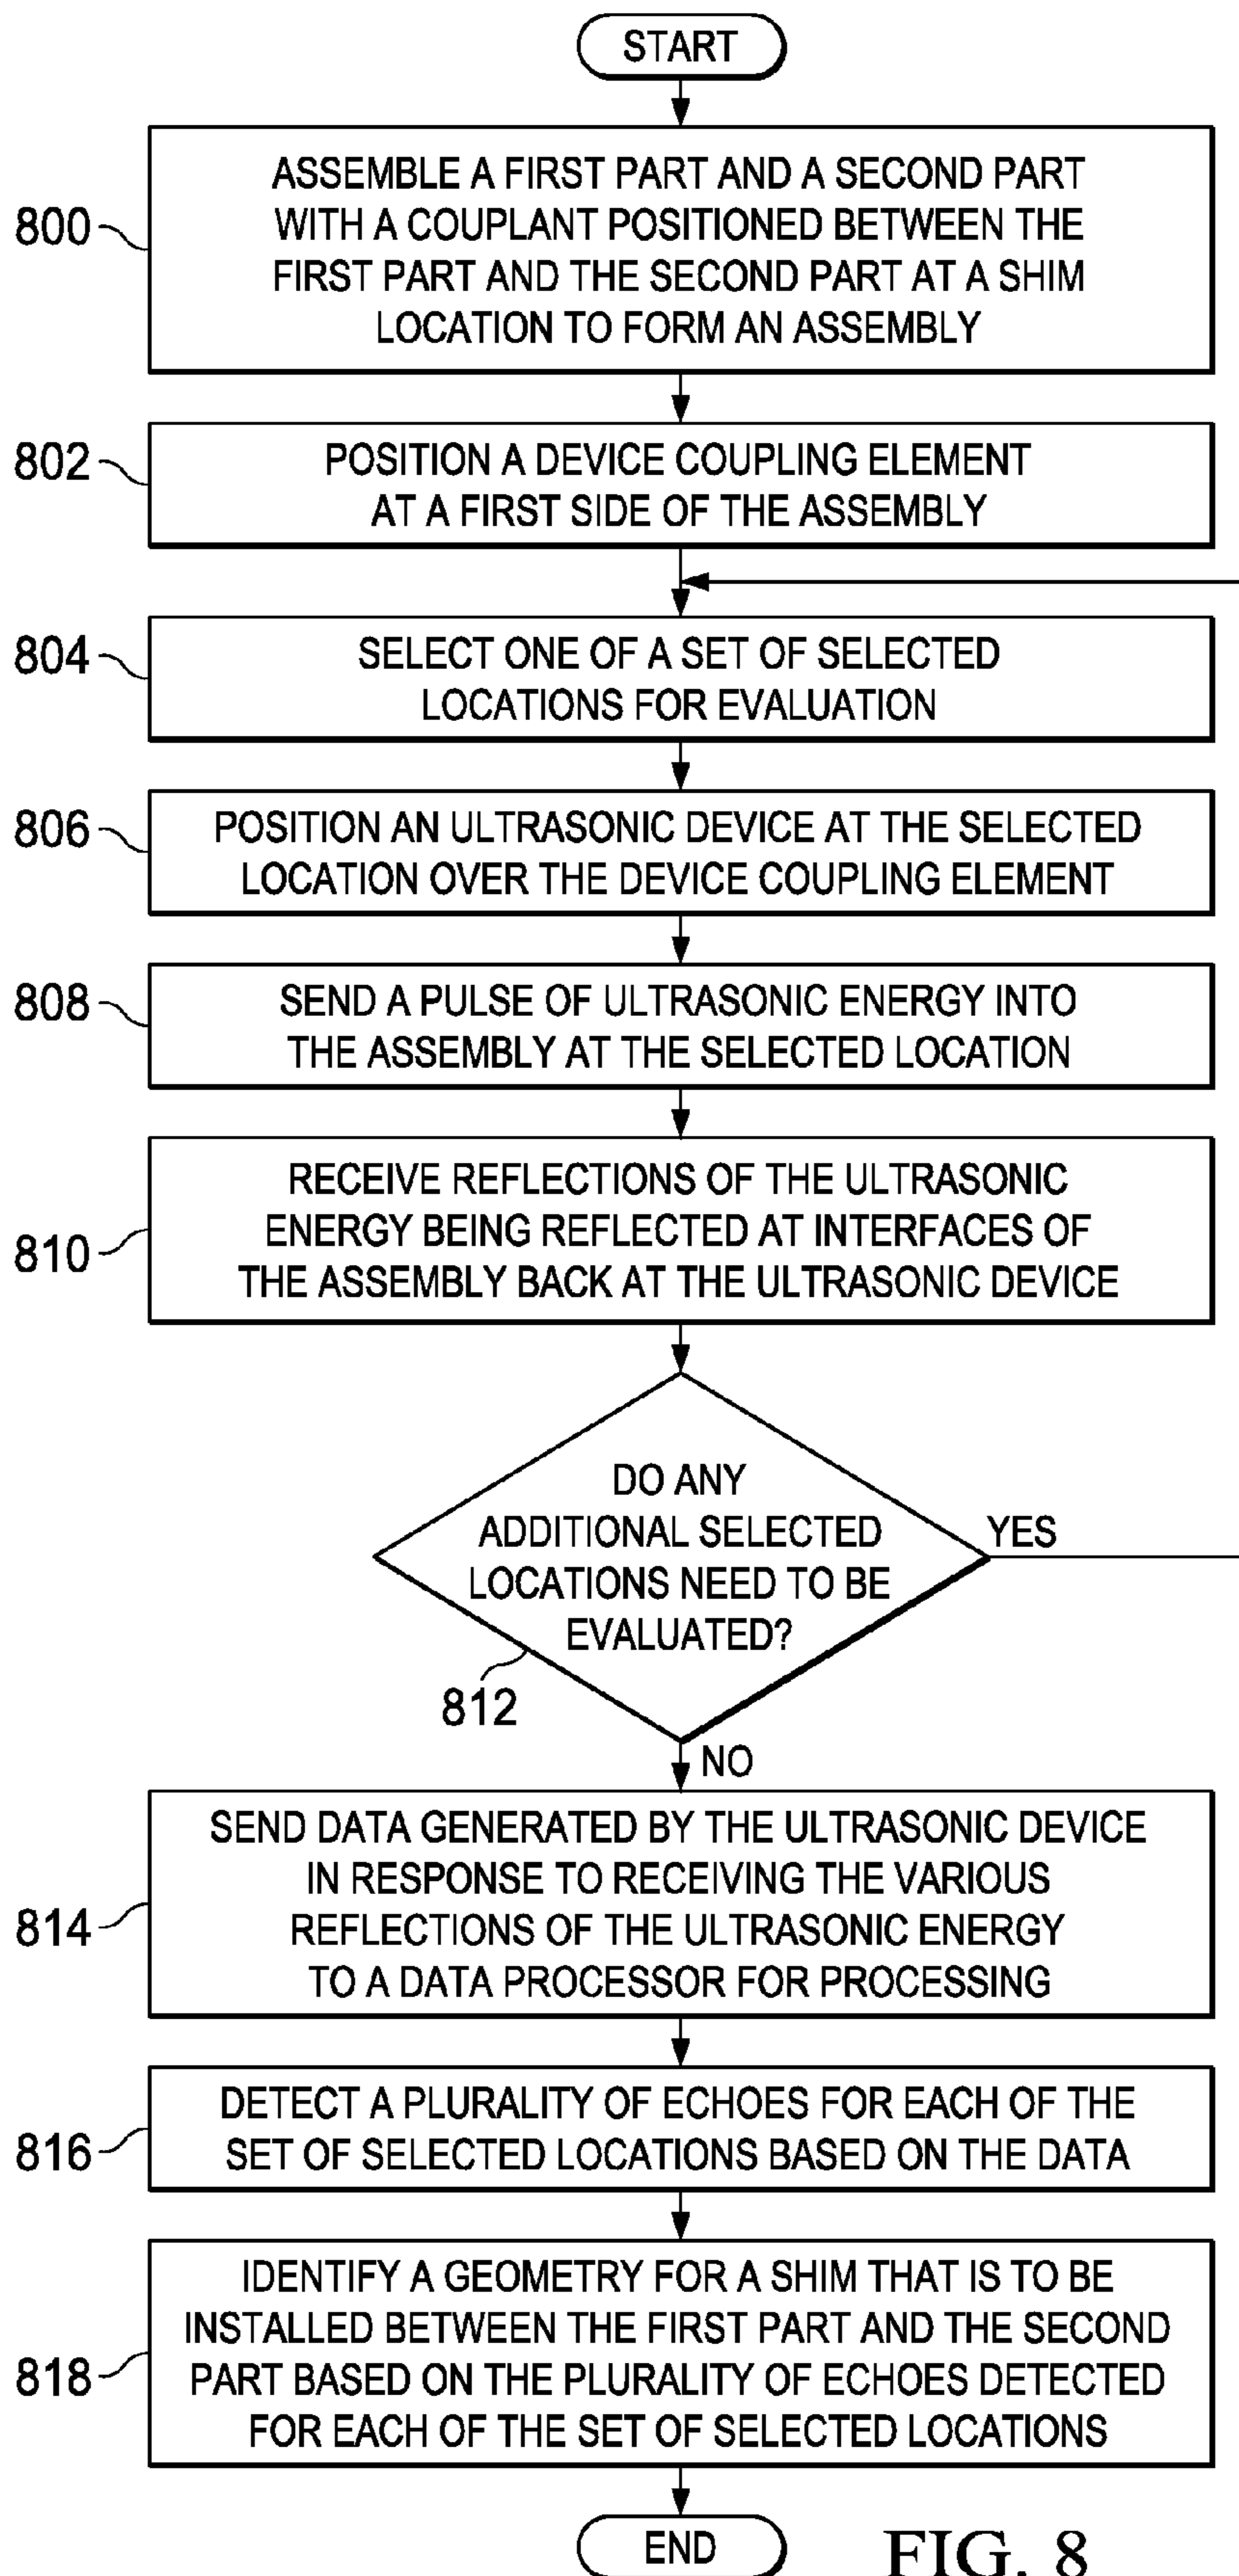 START
800
ASSEMBLE A FIRST PART AND A SECOND PART
WITH A COUPLANT POSITIONED BETWEEN THE
FIRST PART AND THE SECOND PART AT A SHIM
LOCATION TO FORM AN ASSEMBLY
802
POSITION A DEVICE COUPLING ELEMENT
AT A FIRST SIDE OF THE ASSEMBLY
804
SELECT ONE OF A SET OF SELECTED
LOCATIONS FOR EVALUATION
806
POSITION AN ULTRASONIC DEVICE AT THE SELECTED
LOCATION OVER THE DEVICE COUPLING ELEMENT
808
SEND A PULSE OF ULTRASONIC ENERGY INTO
THE ASSEMBLY AT THE SELECTED LOCATION
810
RECEIVE REFLECTIONS OF THE ULTRASONIC
ENERGY BEING REFLECTED AT INTERFACES OF
THE ASSEMBLY BACK AT THE ULTRASONIC DEVICE
DO ANY
ADDITIONAL SELECTED
LOCATIONS NEED TO BE
EVALUATED?
YES
812
NO
814
SEND DATA GENERATED BY THE ULTRASONIC DEVICE
IN RESPONSE TO RECEIVING THE VARIOUS
REFLECTIONS OF THE ULTRASONIC ENERGY
TO A DATA PROCESSOR FOR PROCESSING
816
DETECT A PLURALITY OF ECHOES FOR EACH OF THE
SET OF SELECTED LOCATIONS BASED ON THE DATA
818
IDENTIFY A GEOMETRY FOR A SHIM THAT IS TO BE
INSTALLED BETWEEN THE FIRST PART AND THE SECOND
PART BASED ON THE PLURALITY OF ECHOES DETECTED
FOR EACH OF THE SET OF SELECTED LOCATIONS
END
FIG. 8